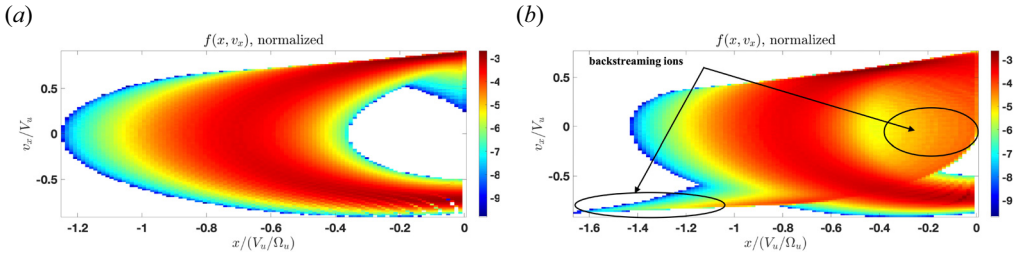 (a)
f(x, v_x), normalized
v_x/V_u
0.5
0
-0.5
-1.2 -1 -0.8 -0.6 -0.4 -0.2 0
x/(V_u/Ω_u)
-3
-4
-5
-6
-7
-8
-9
(b)
f(x, v_x), normalized
backstreaming ions
v_x/V_u
0.5
0
-0.5
-1.6 -1.4 -1.2 -1 -0.8 -0.6 -0.4 -0.2 0
x/(V_u/Ω_u)
-3
-4
-5
-6
-7
-8
-9